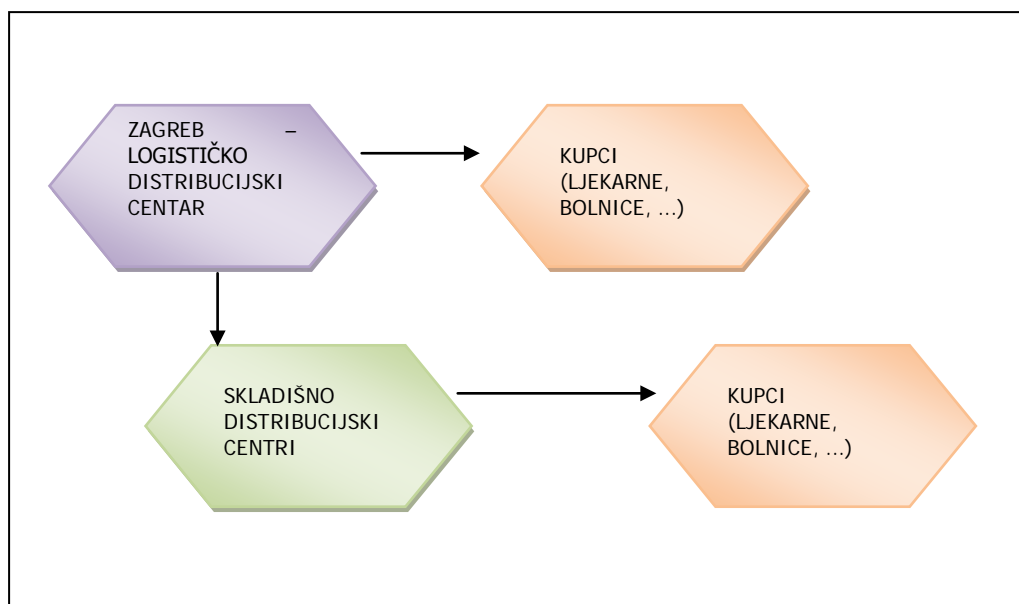 ZAGREB –
LOGISTIČKO
DISTRIBUCIJSKI
CENTAR
KUPCI
(LJEKARNE,
BOLNICE, ...)
SKLADIŠNO
DISTRIBUCIJSKI
CENTRI
KUPCI
(LJEKARNE,
BOLNICE, ...)